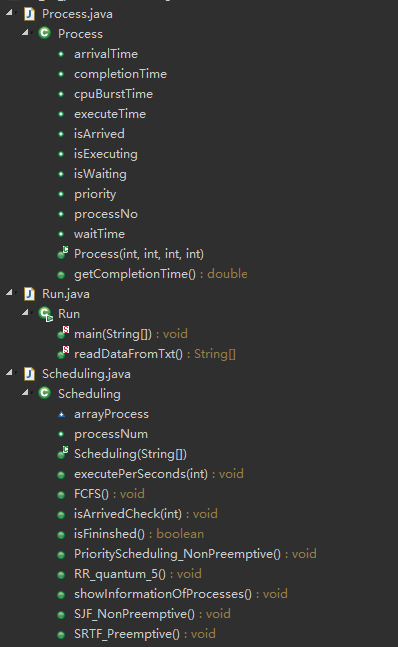 Process.java
Process
arrivalTime
completionTime
cpuBurstTime
executeTime
isArrived
isExecuting
isWaiting
priority
processNo
waitTime
Process(int, int, int, int)
getCompletionTime() : double
Run.java
Run
main(String[]) : void
readDataFromTxt() : String[]
Scheduling.java
Scheduling
arrayProcess
processNum
Scheduling(String[])
executePerSeconds(int) : void
FCFS() : void
isArrivedCheck(int) : void
isFininshed() : boolean
PriorityScheduling_NonPreemptive() : void
RR_quantum_5() : void
showInformationOfProcesses() : void
SJF_NonPreemptive() : void
SRTF_Preemptive() : void